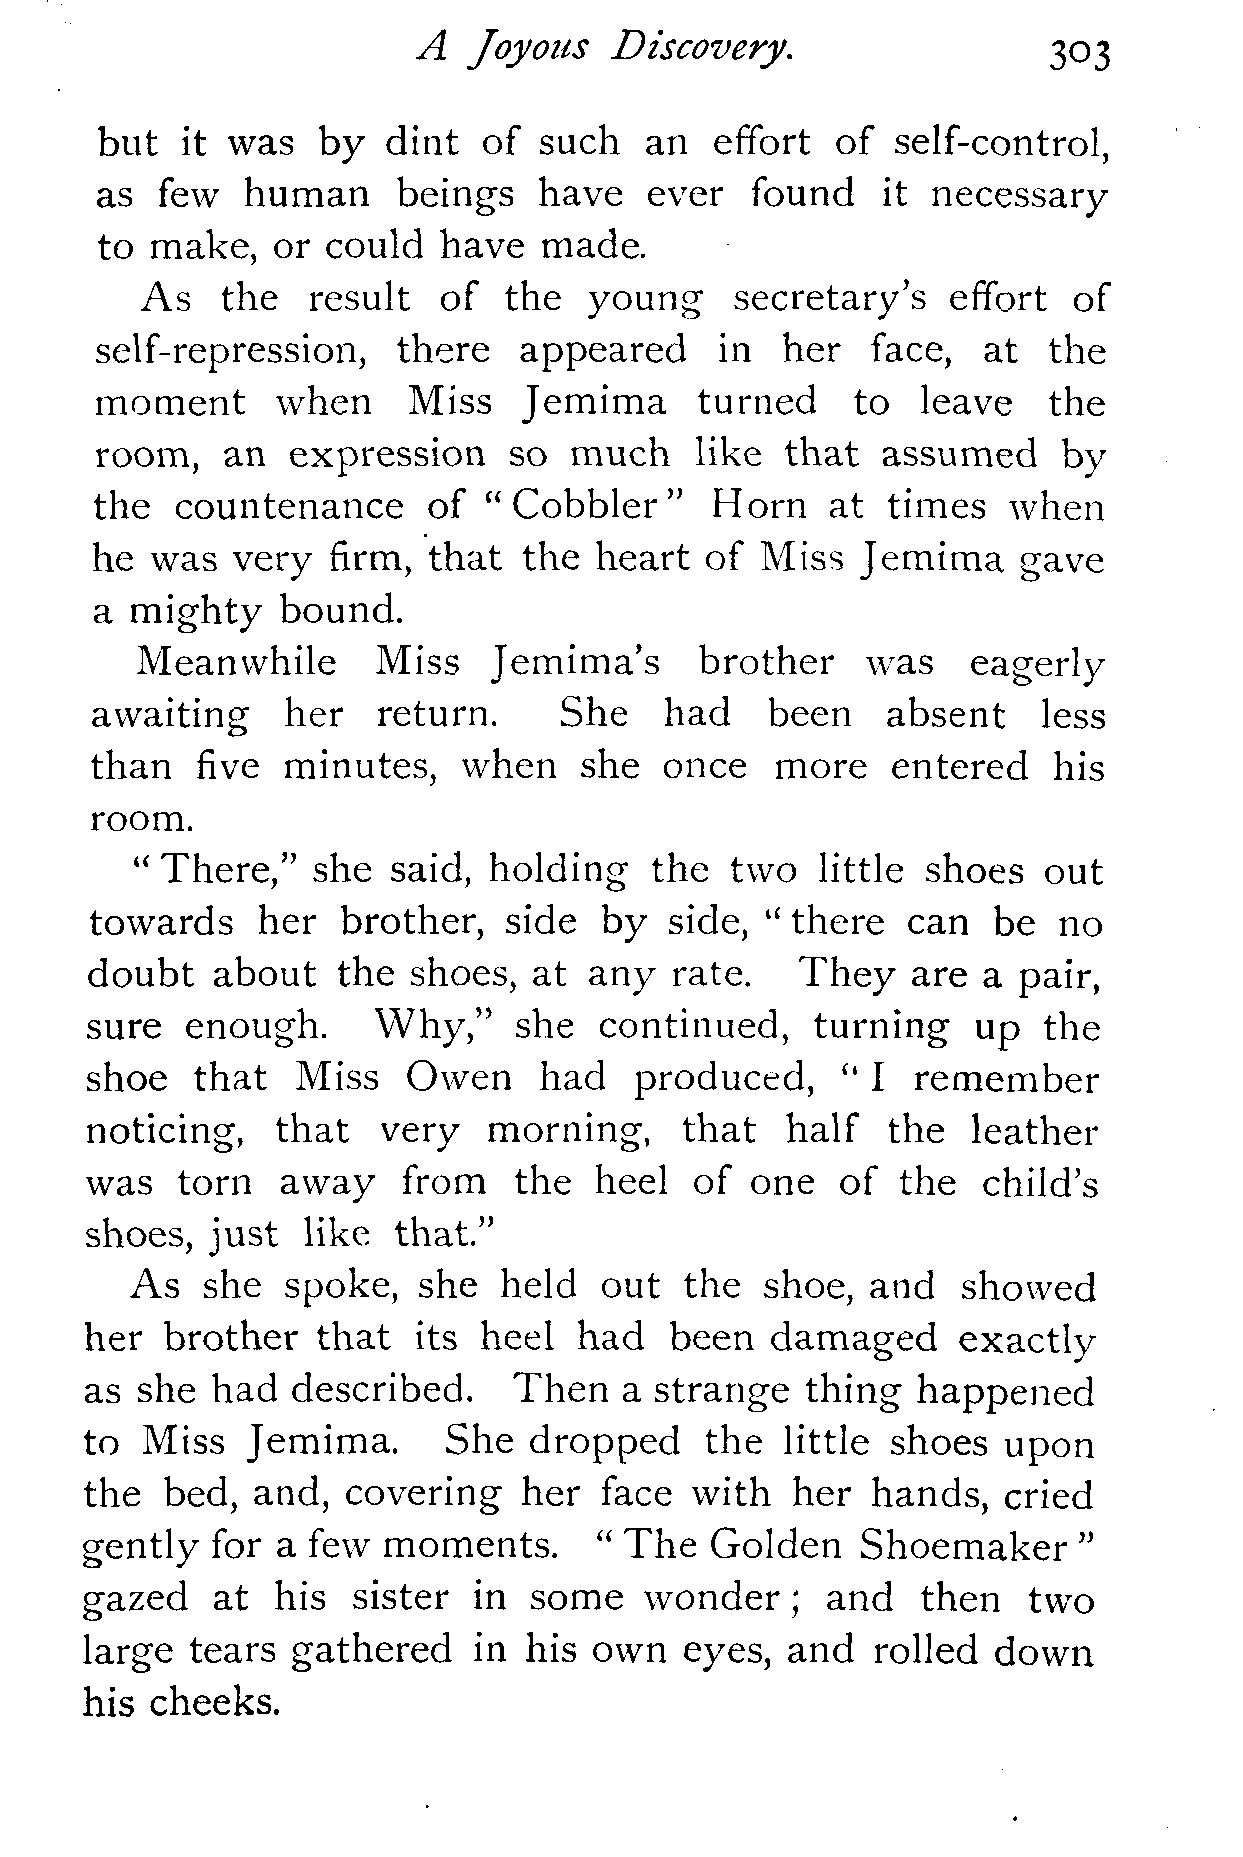 A Joyous Discovery. 303
but it was by dint of such an effort of self-control,
as few human beings have ever found it necessary
to make, or could have made.
As the result of the young secretary's effort of
self-repression, there appeared in her face, at the
moment when Miss Jemima turned to leave the
room, an expression so much like that assumed by
the countenance of “ Cobbler ” Horn at times when
he was very firm, that the heart of Miss Jemima gave
a mighty bound.
Meanwhile Miss Jemima's brother was eagerly
awaiting her return. She had been absent less
than five minutes, when she once more entered his
room.
“ There,” she said, holding the two little shoes out
towards her brother, side by side, “ there can be no
doubt about the shoes, at any rate. They are a pair,
sure enough. Why,” she continued, turning up the
shoe that Miss Owen had produced, “ I remember
noticing, that very morning, that half the leather
was torn away from the heel of one of the child's
shoes, just like that.”
As she spoke, she held out the shoe, and showed
her brother that its heel had been damaged exactly
as she had described. Then a strange thing happened
to Miss Jemima. She dropped the little shoes upon
the bed, and, covering her face with her hands, cried
gently for a few moments. “ The Golden Shoemaker ”
gazed at his sister in some wonder ; and then two
large tears gathered in his own eyes, and rolled down
his cheeks.